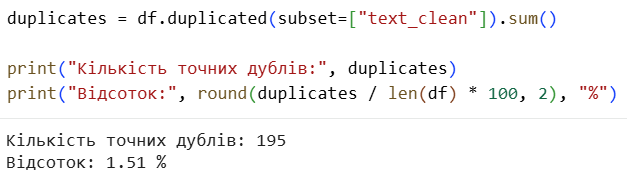 duplicates = df.duplicated(subset=["text_clean"]).sum()
print("Кількість точних дублів:", duplicates)
print("Відсоток:", round(duplicates / len(df) * 100, 2), "%")
Кількість точних дублів: 195
Відсоток: 1.51 %